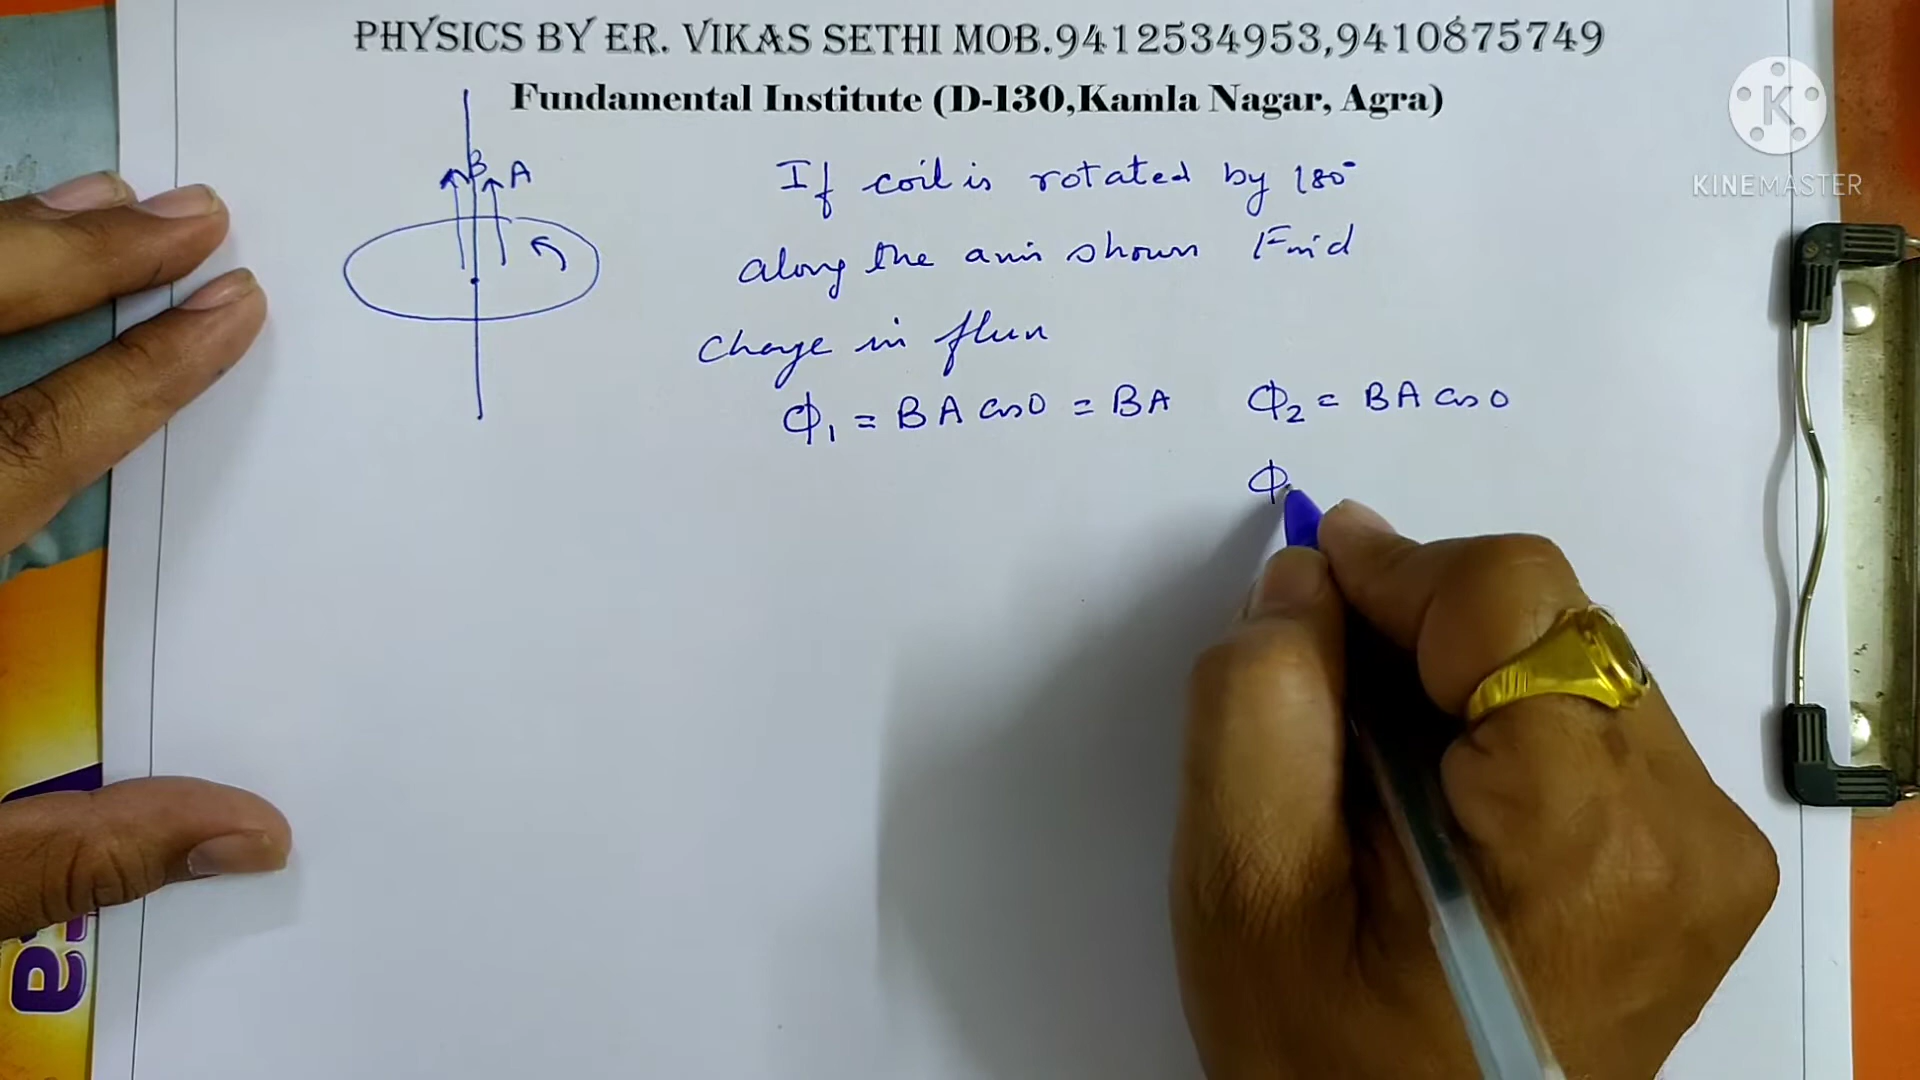 PHYSICS BY ER. VIKAS SETHI MOB.9412534953,9410875749
Fundamental Institute (D-130,Kamla Nagar, Agra)
K
KINEMASTER
B A
If coil is rotated by 180°
along the axis shown Find
change in flux
Φ₁ = BA cos0 = BA Φ₂ = BA cos0
Φ
a